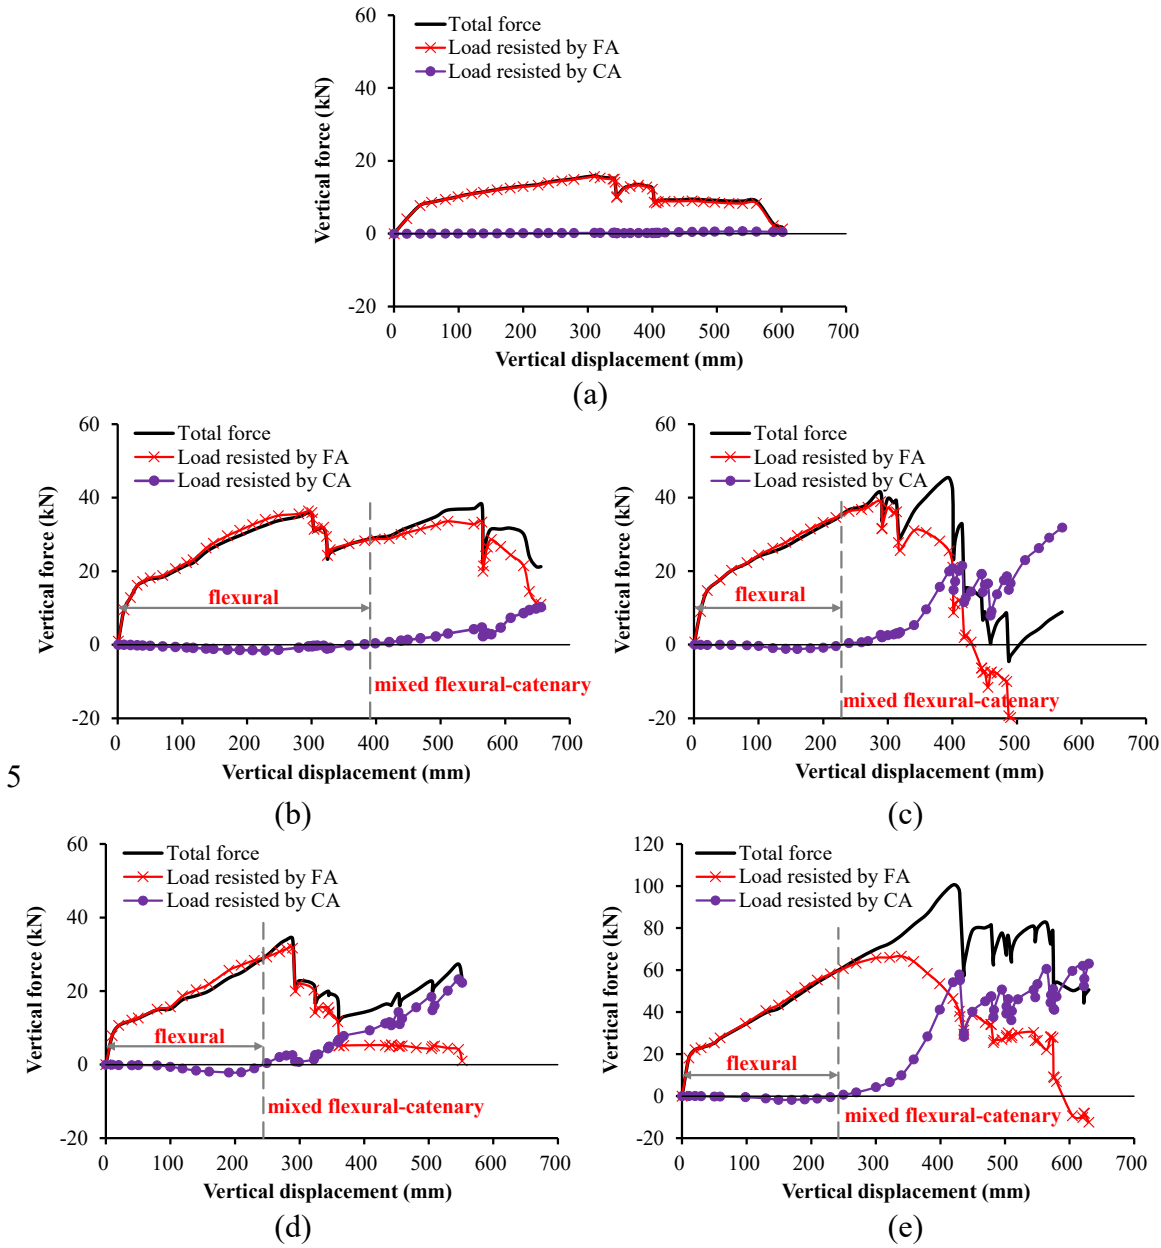 60
Total force
Load resisted by FA
Load resisted by CA
40
20
0
-20
Vertical force (kN)
0 100 200 300 400 500 600 700
Vertical displacement (mm)
(a)
60
Total force
Load resisted by FA
Load resisted by CA
40
20
flexural
0
mixed flexural-catenary
-20
Vertical force (kN)
0 100 200 300 400 500 600 700
Vertical displacement (mm)
5
(b)
60
Total force
Load resisted by FA
Load resisted by CA
40
20
flexural
0
mixed flexural-catenary
-20
Vertical force (kN)
0 100 200 300 400 500 600 700
Vertical displacement (mm)
(c)
60
Total force
Load resisted by FA
Load resisted by CA
40
20
flexural
0
mixed flexural-catenary
-20
Vertical force (kN)
0 100 200 300 400 500 600 700
Vertical displacement (mm)
(d)
120
Total force
Load resisted by FA
Load resisted by CA
100
80
60
40
20
flexural
0
mixed flexural-catenary
-20
Vertical force (kN)
0 100 200 300 400 500 600 700
Vertical displacement (mm)
(e)